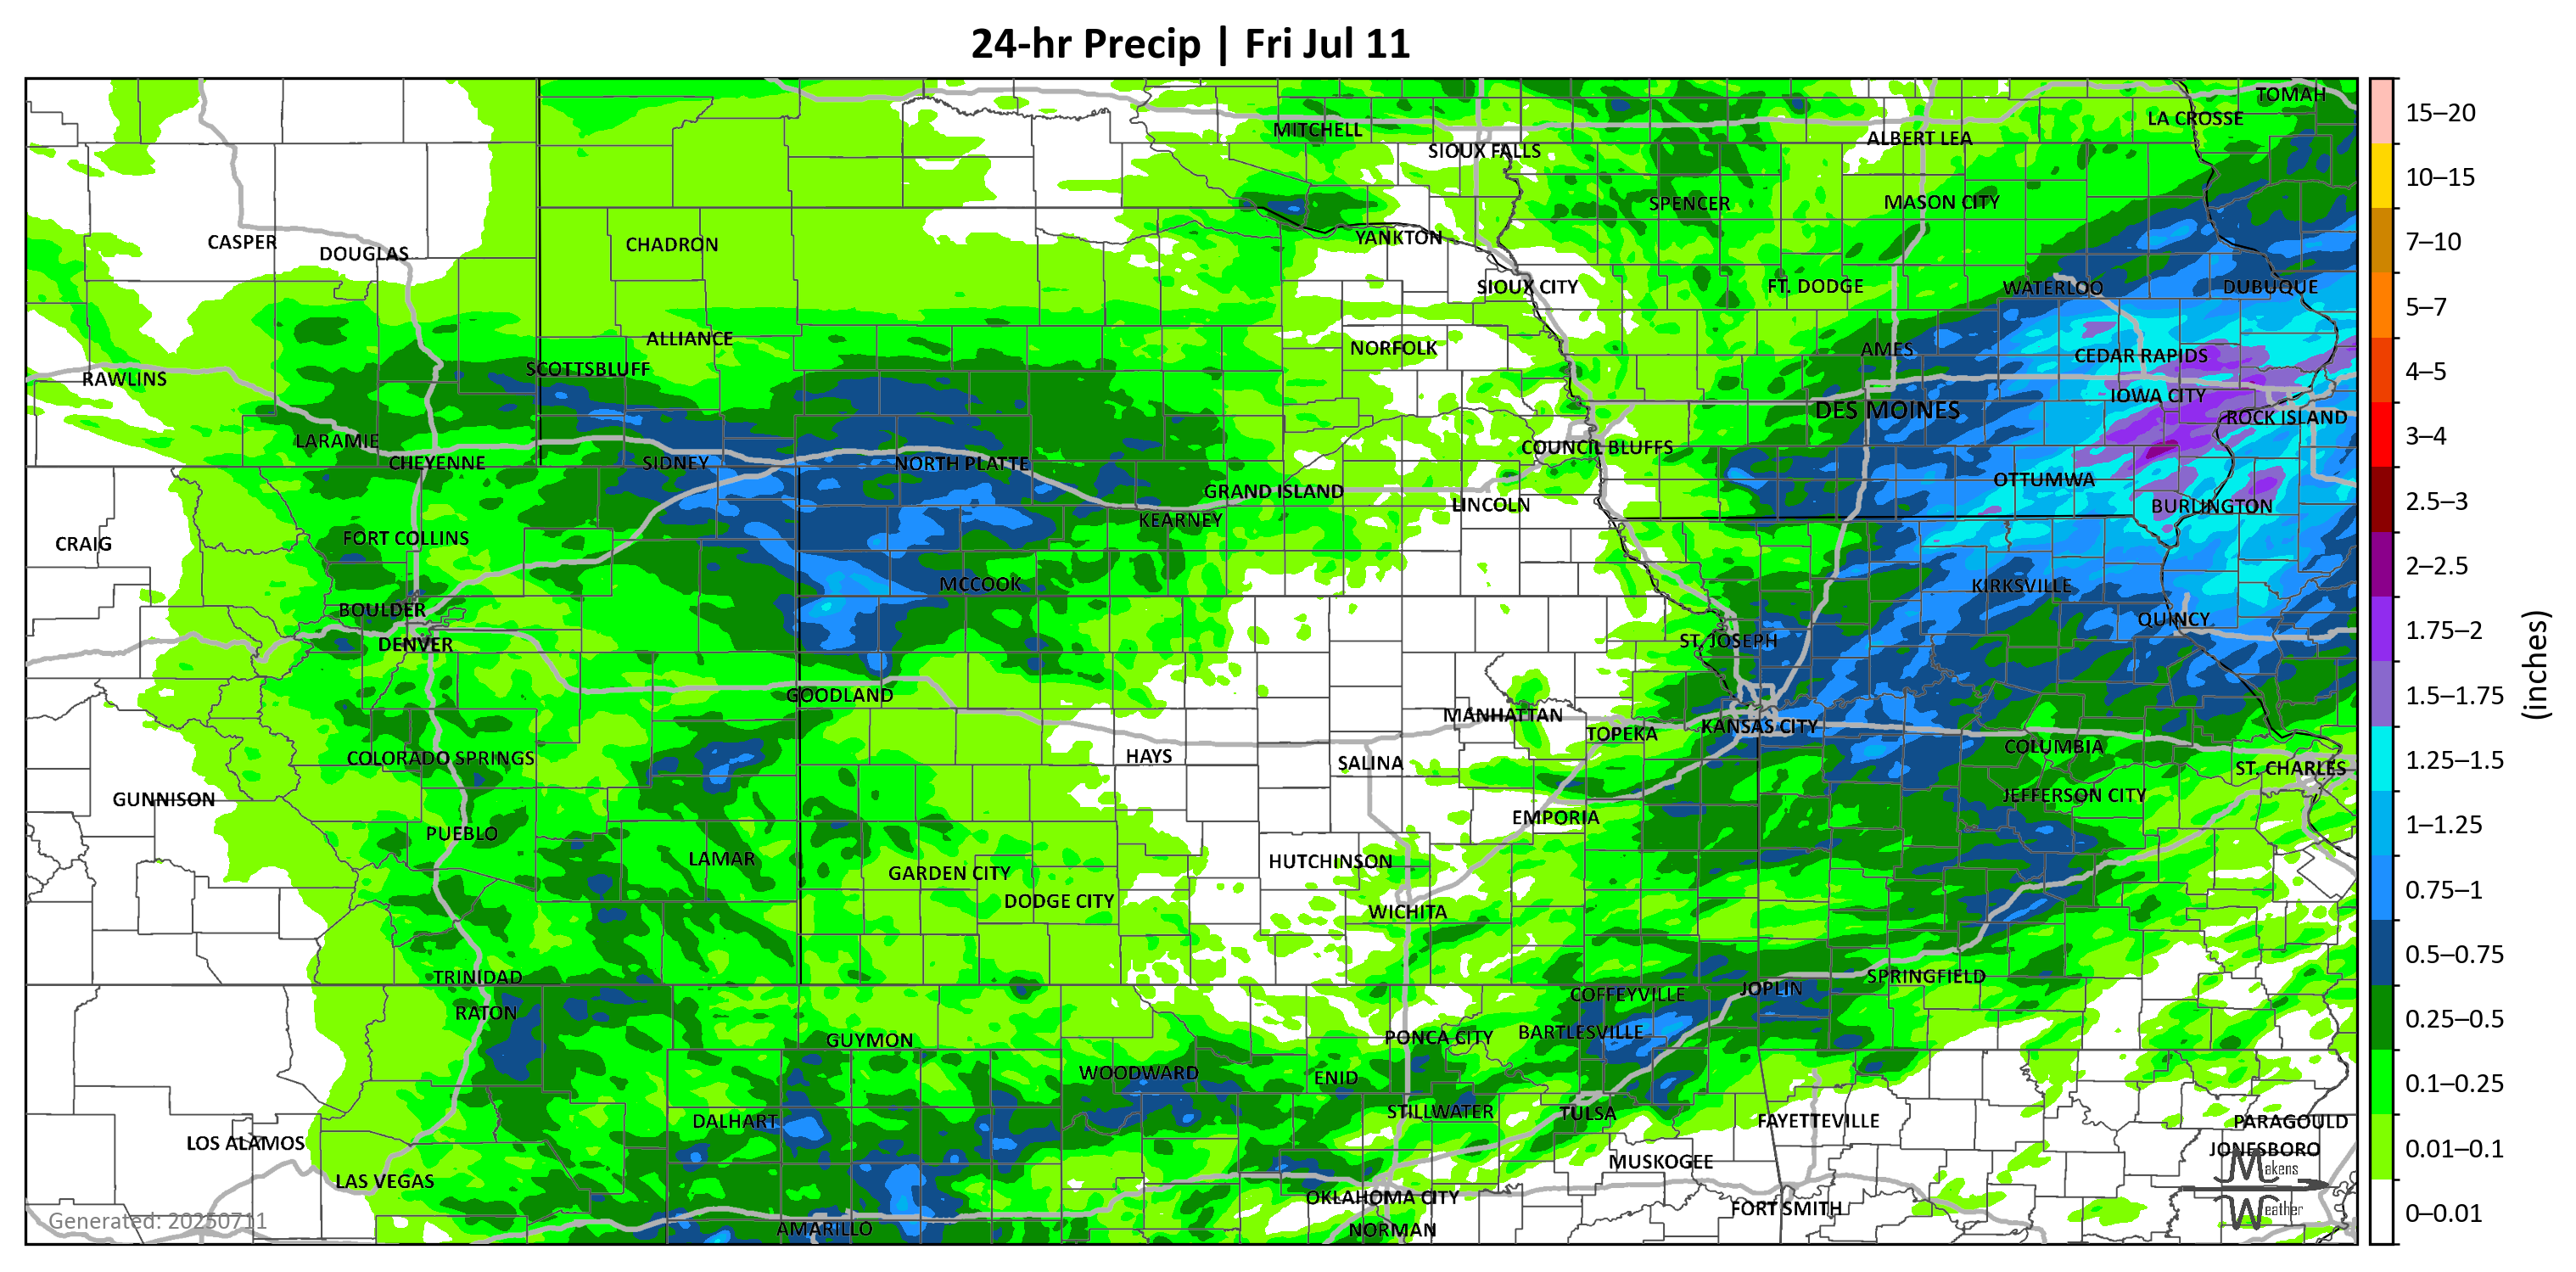 24-hr Precip | Fri Jul 11
TOMAH
LA CROSSE
MITCHELL
ALBERT LEA
SIOUX FALLS
SPENCER
MASON CITY
YANKTON
CASPER
CHADRON
DOUGLAS
SIOUX CITY
FT. DODGE
WATERLOO
DUBUQUE
ALLIANCE
NORFOLK
AMES
CEDAR RAPIDS
SCOTTSBLUFF
RAWLINS
IOWA CITY
DES MOINES
ROCK ISLAND
LARAMIE
COUNCIL BLUFFS
CHEYENNE
SIDNEY
NORTH PLATTE
OTTUMWA
GRAND ISLAND
LINCOLN
BURLINGTON
KEARNEY
FORT COLLINS
CRAIG
MCCOOK
KIRKSVILLE
BOULDER
QUINCY
DENVER
ST. JOSEPH
GOODLAND
MANHATTAN
KANSAS CITY
TOPEKA
COLUMBIA
HAYS
COLORADO SPRINGS
SALINA
ST. CHARLES
JEFFERSON CITY
GUNNISON
EMPORIA
PUEBLO
LAMAR
HUTCHINSON
GARDEN CITY
DODGE CITY
WICHITA
TRINIDAD
SPRINGFIELD
JOPLIN
COFFEYVILLE
RATON
BARTLESVILLE
PONCA CITY
GUYMON
WOODWARD
ENID
STILLWATER
TULSA
DALHART
FAYETTEVILLE
PARAGOULD
LOS ALAMOS
JONESBORO
MUSKOGEE
LAS VEGAS
OKLAHOMA CITY
FORT SMITH
AMARILLO
NORMAN
Generated: 20250711
Makens
Weather
15–20
10–15
7–10
5–7
4–5
3–4
2.5–3
2–2.5
1.75–2
1.5–1.75
1.25–1.5
1–1.25
0.75–1
0.5–0.75
0.25–0.5
0.1–0.25
0.01–0.1
0–0.01
(inches)